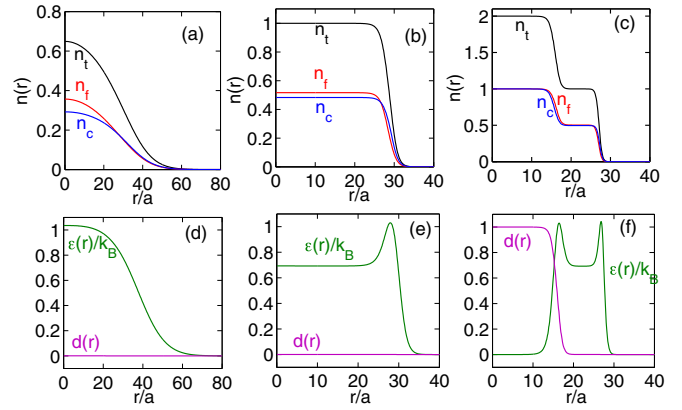 0.8
0.6
0.4
0.2
0
n(r)
(a)
n_t
n_f
n_c
0 20 40 60 80
r/a
1
0.8
0.6
0.4
0.2
0
n(r)
(b)
n_t
n_f
n_c
0 10 20 30 40
r/a
2
1.5
1
0.5
0
n(r)
(c)
n_t
n_c
n_f
0 10 20 30 40
r/a
1
0.8
0.6
0.4
0.2
0
(d)
ε(r)/k_B
d(r)
0 20 40 60 80
r/a
1
0.8
0.6
0.4
0.2
0
(e)
ε(r)/k_B
d(r)
0 10 20 30 40
r/a
1
0.8
0.6
0.4
0.2
0
(f)
d(r)
ε(r)/k_B
0 10 20 30 40
r/a